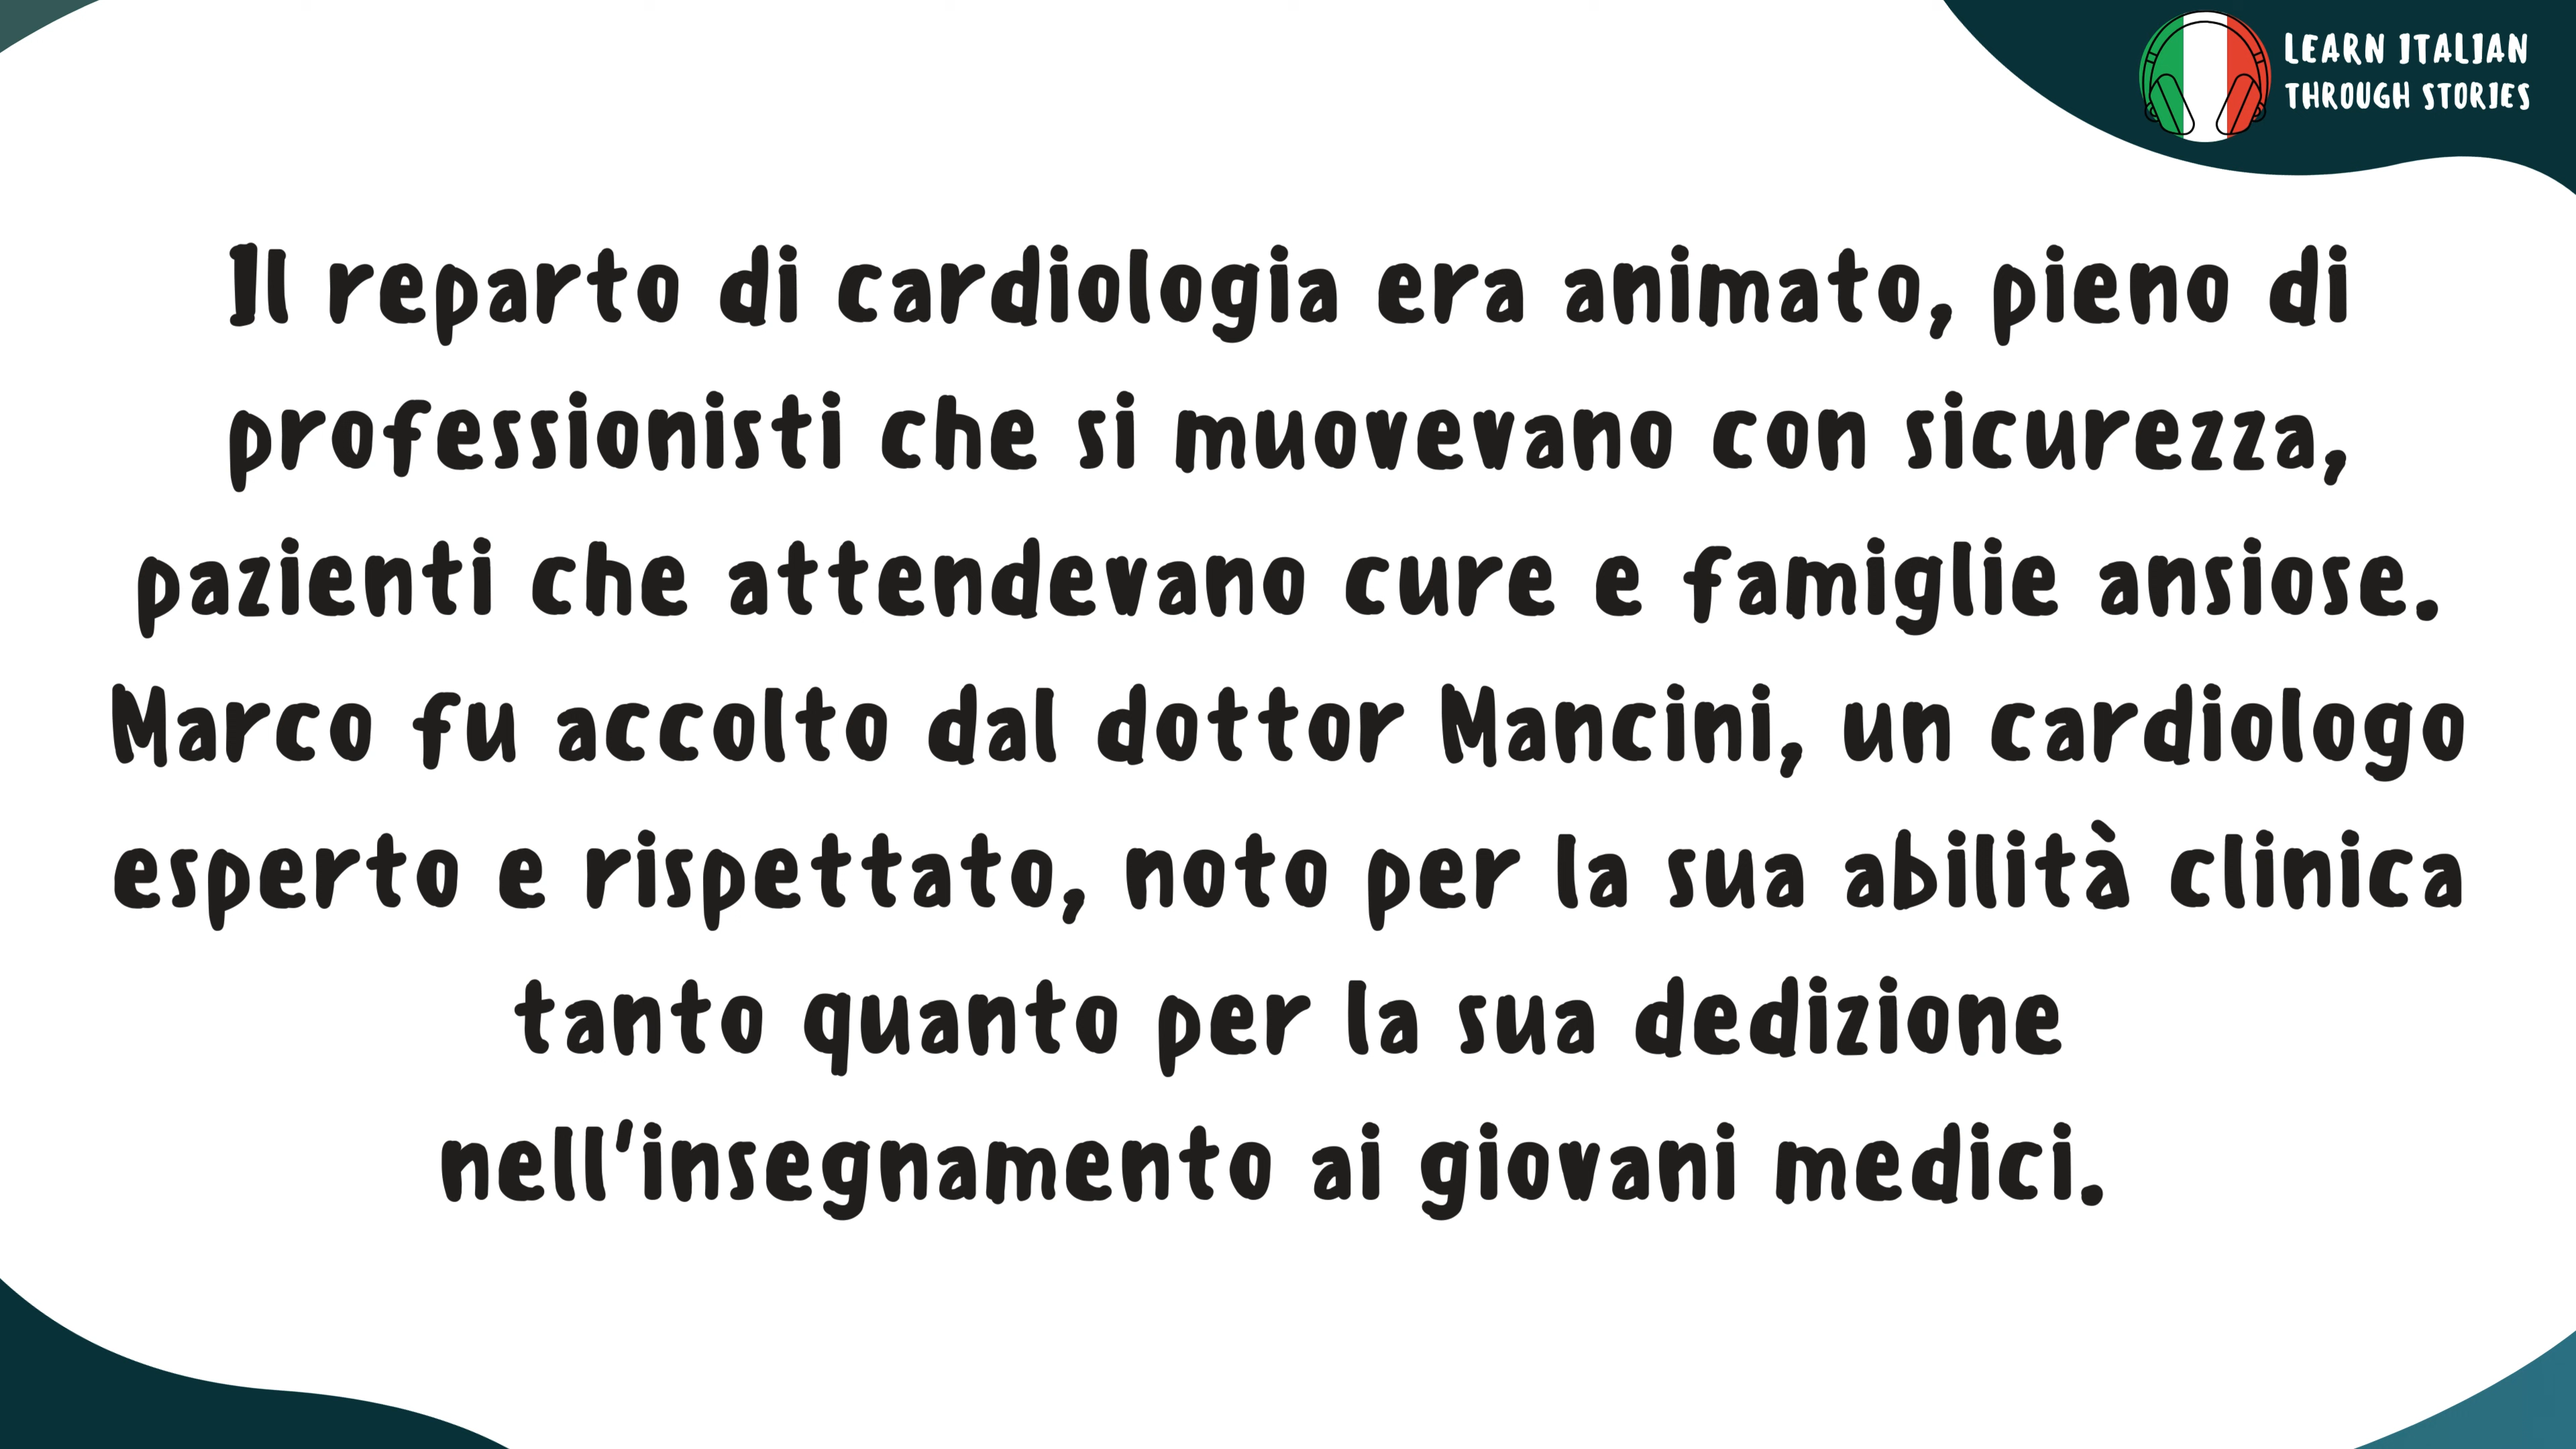 LEARN ITALIAN
THROUGH STORIES
Il reparto di cardiologia era animato, pieno di
professionisti che si muovevano con sicurezza,
pazienti che attendevano cure e famiglie ansiose.
Marco fu accolto dal dottor Mancini, un cardiologo
esperto e rispettato, noto per la sua abilità clinica
tanto quanto per la sua dedizione
nell'insegnamento ai giovani medici.